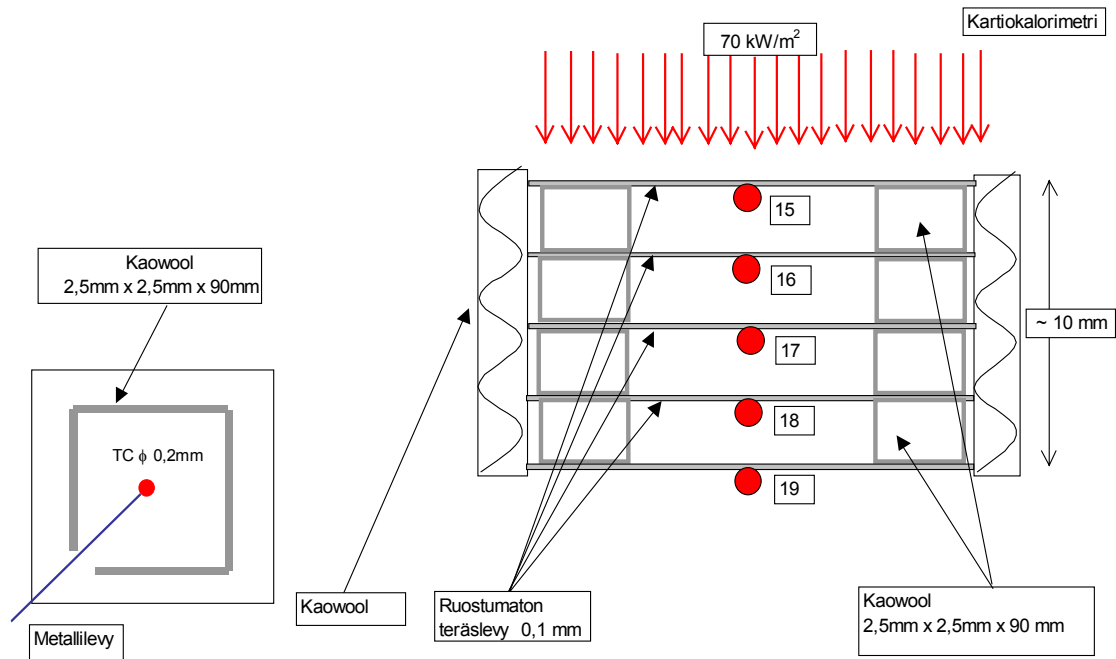 Kartiokalorimetri
70 kW/m²
15
16
17
18
19
~ 10 mm
Kaowool
2,5mm x 2,5mm x 90mm
TC ϕ 0,2mm
Metallilevy
Kaowool
Ruostumaton
teräslevy 0,1 mm
Kaowool
2,5mm x 2,5mm x 90 mm